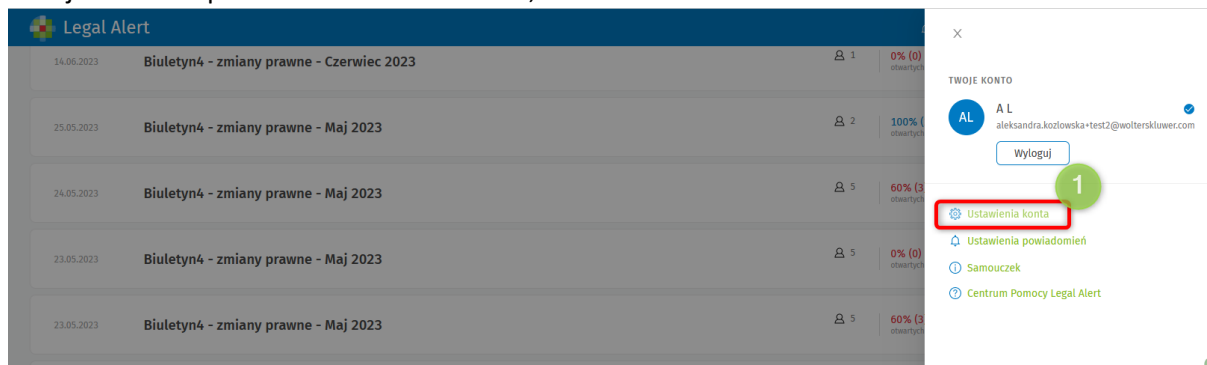 Legal Alert
14.06.2023 Biuletyn4 - zmiany prawne - Czerwiec 2023 1 0% (0)
otwartych
25.05.2023 Biuletyn4 - zmiany prawne - Maj 2023 2 100% (
otwartych
24.05.2023 Biuletyn4 - zmiany prawne - Maj 2023 5 60% (3
otwartych
23.05.2023 Biuletyn4 - zmiany prawne - Maj 2023 5 0% (0)
otwartych
23.05.2023 Biuletyn4 - zmiany prawne - Maj 2023 5 60% (3
otwartych
TWOJE KONTO
AL
A L
aleksandra.kozlowska+test2@wolterskluwer.com
Wyloguj
1
Ustawienia konta
Ustawienia powiadomień
Samouczek
Centrum Pomocy Legal Alert